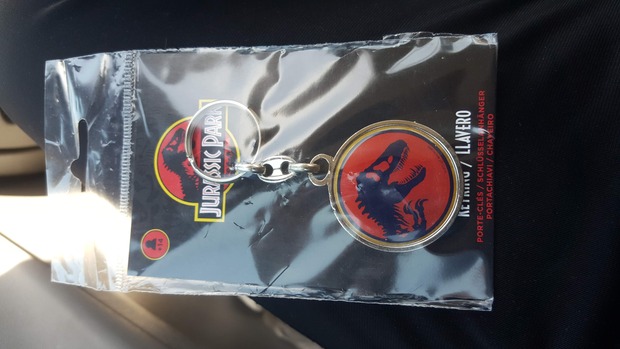 JURASSIC PARK
KEYRING / LLAVERO
PORTE-CLÉS / SCHLÜSSELANHÄNGER
PORTACHIAVI / CHAVEIRO